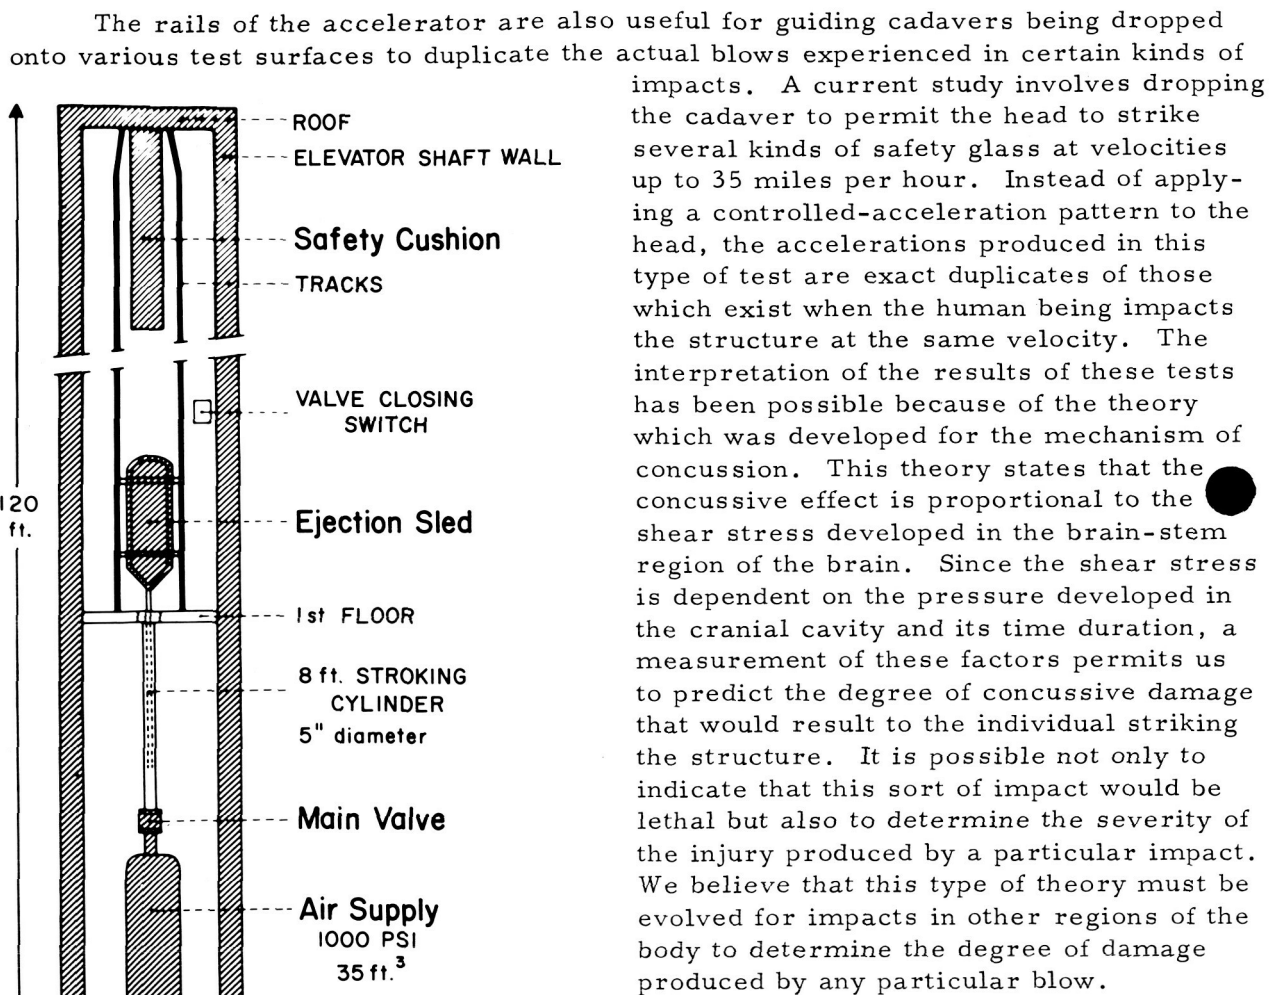 The rails of the accelerator are also useful for guiding cadavers being dropped
onto various test surfaces to duplicate the actual blows experienced in certain kinds of
impacts. A current study involves dropping
the cadaver to permit the head to strike
several kinds of safety glass at velocities
up to 35 miles per hour. Instead of apply-
ing a controlled-acceleration pattern to the
head, the accelerations produced in this
type of test are exact duplicates of those
which exist when the human being impacts
the structure at the same velocity. The
interpretation of the results of these tests
has been possible because of the theory
which was developed for the mechanism of
concussion. This theory states that the
concussive effect is proportional to the
shear stress developed in the brain-stem
region of the brain. Since the shear stress
is dependent on the pressure developed in
the cranial cavity and its time duration, a
measurement of these factors permits us
to predict the degree of concussive damage
that would result to the individual striking
the structure. It is possible not only to
indicate that this sort of impact would be
lethal but also to determine the severity of
the injury produced by a particular impact.
We believe that this type of theory must be
evolved for impacts in other regions of the
body to determine the degree of damage
produced by any particular blow.
ROOF
ELEVATOR SHAFT WALL
Safety Cushion
TRACKS
VALVE CLOSING
SWITCH
120
ft.
Ejection Sled
1st FLOOR
8 ft. STROKING
CYLINDER
5" diameter
Main Valve
Air Supply
1000 PSI
35 ft.³